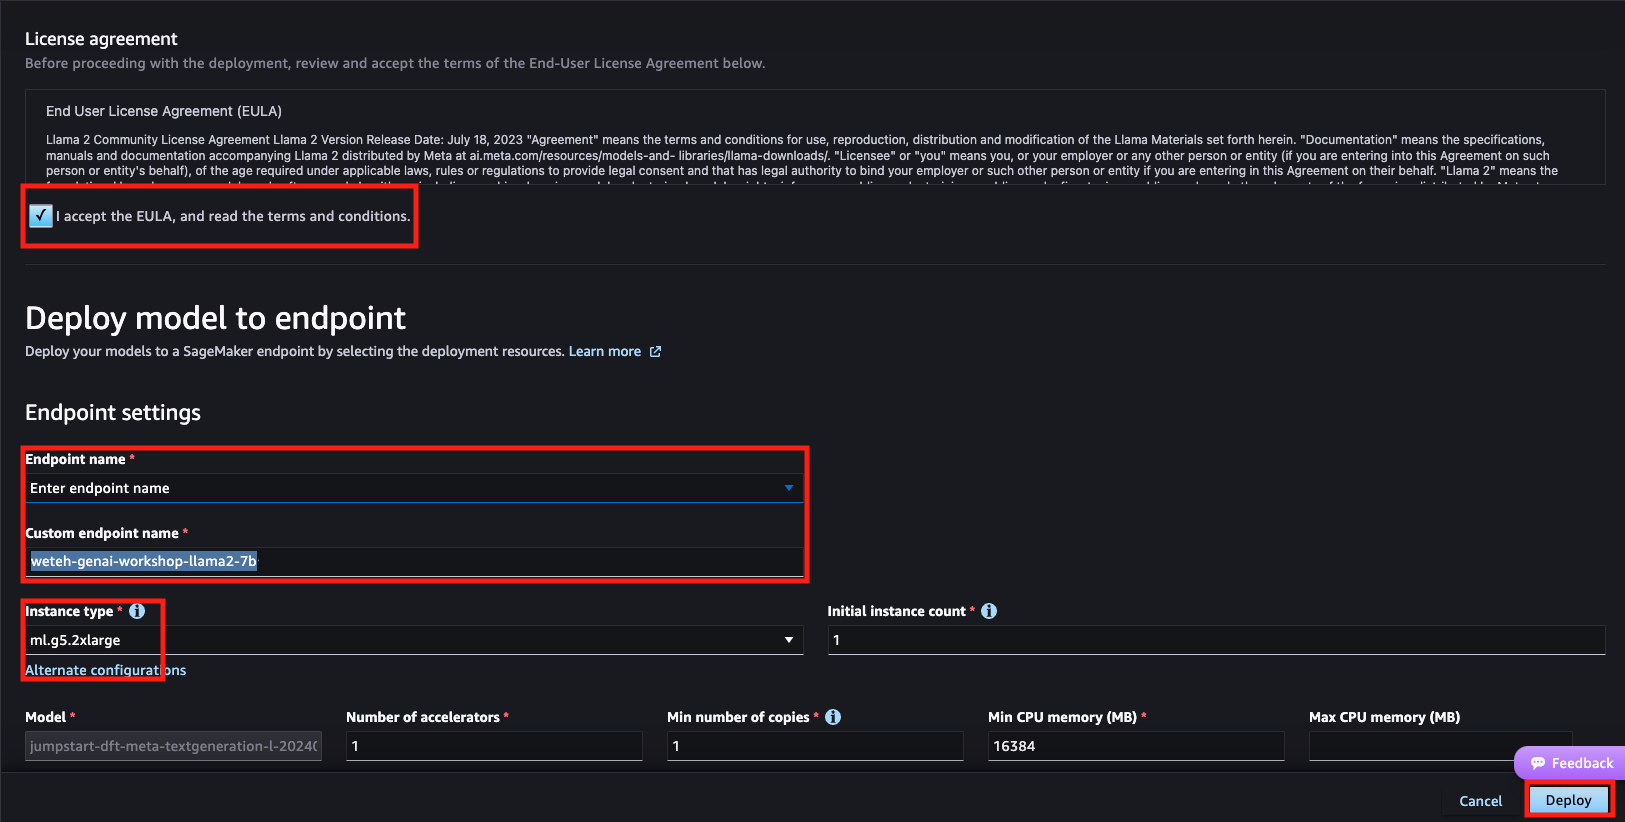 License agreement
Before proceeding with the deployment, review and accept the terms of the End-User License Agreement below.
End User License Agreement (EULA)
Llama 2 Community License Agreement Llama 2 Version Release Date: July 18, 2023 "Agreement" means the terms and conditions for use, reproduction, distribution and modification of the Llama Materials set forth herein. "Documentation" means the specifications,
manuals and documentation accompanying Llama 2 distributed by Meta at ai.meta.com/resources/models-and- libraries/llama-downloads/. "Licensee" or "you" means you, or your employer or any other person or entity (if you are entering into this Agreement on such
person or entity's behalf), of the age required under applicable laws, rules or regulations to provide legal consent and that has legal authority to bind your employer or such other person or entity if you are entering in this Agreement on their behalf. "Llama 2" means the
I accept the EULA, and read the terms and conditions.
Deploy model to endpoint
Deploy your models to a SageMaker endpoint by selecting the deployment resources. Learn more
Endpoint settings
Endpoint name *
Enter endpoint name
Custom endpoint name *
weteh-genai-workshop-llama2-7b
Instance type * Initial instance count *
ml.g5.2xlarge 1
Alternate configurations
Model * Number of accelerators * Min number of copies * Min CPU memory (MB) * Max CPU memory (MB)
jumpstart-dft-meta-textgeneration-l-2024 1 1 16384
Feedback
Cancel Deploy